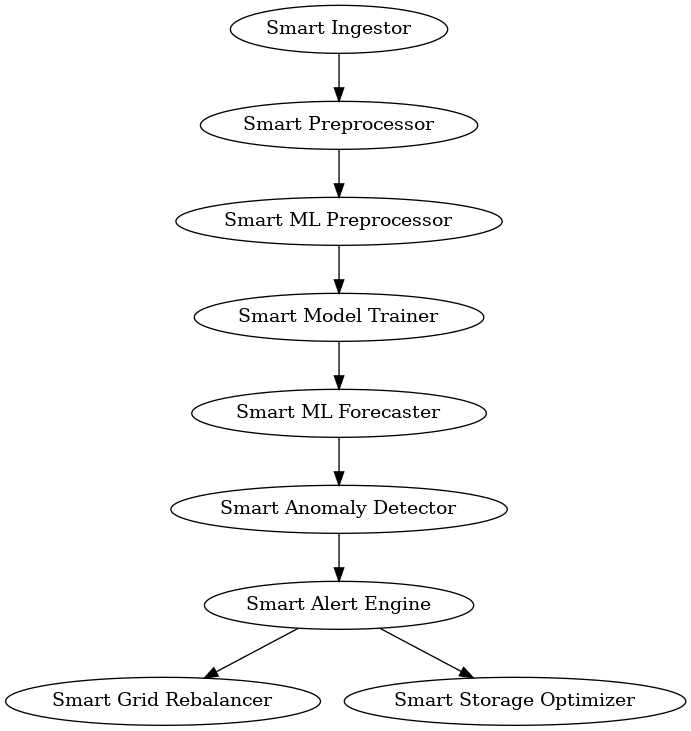 Smart Ingestor
Smart Preprocessor
Smart ML Preprocessor
Smart Model Trainer
Smart ML Forecaster
Smart Anomaly Detector
Smart Alert Engine
Smart Grid Rebalancer
Smart Storage Optimizer